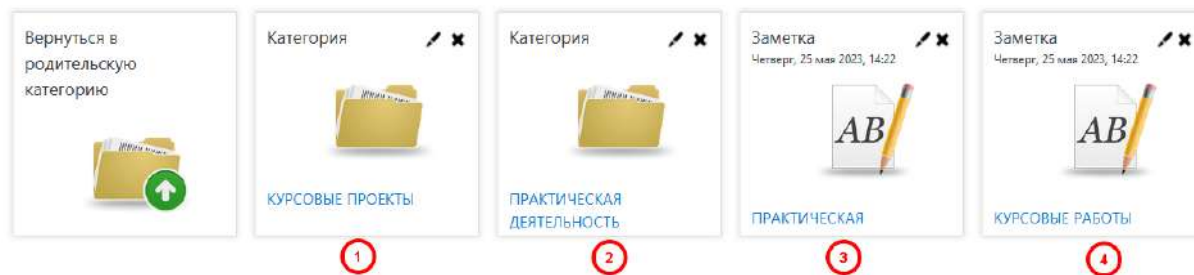 Вернуться в
родительскую
категорию
Категория
КУРСОВЫЕ ПРОЕКТЫ
1
Категория
ПРАКТИЧЕСКАЯ
ДЕЯТЕЛЬНОСТЬ
2
Заметка
Четверг, 25 мая 2023, 14:22
AB
ПРАКТИЧЕСКАЯ
3
Заметка
Четверг, 25 мая 2023, 14:22
AB
КУРСОВЫЕ РАБОТЫ
4